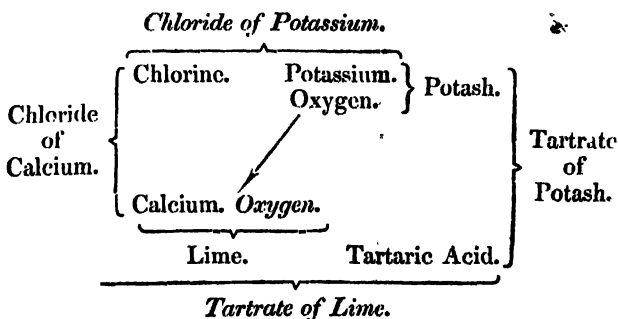 Chloride of Potassium.
Chlorine. Potassium.
Oxygen. Potash.
Chloride
of
Calcium.
Tartrate
of
Potash.
Calcium. Oxygen.
Lime. Tartaric Acid.
Tartrate of Lime.